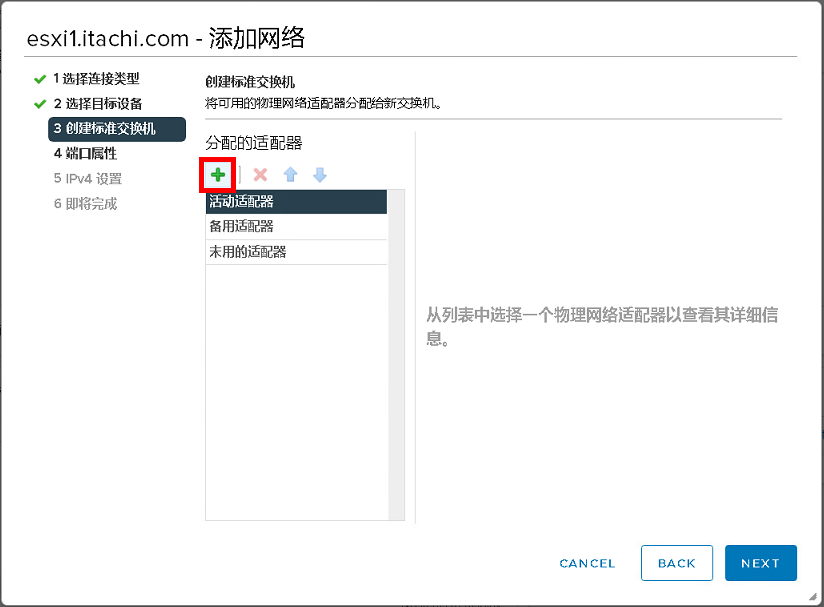 esxi1.itachi.com - 添加网络
1 选择连接类型
2 选择目标设备
3 创建标准交换机
4 端口属性
5 IPv4 设置
6 即将完成
创建标准交换机
将可用的物理网络适配器分配给新交换机。
分配的适配器
活动适配器
备用适配器
未用的适配器
从列表中选择一个物理网络适配器以查看其详细信
息。
CANCEL
BACK
NEXT